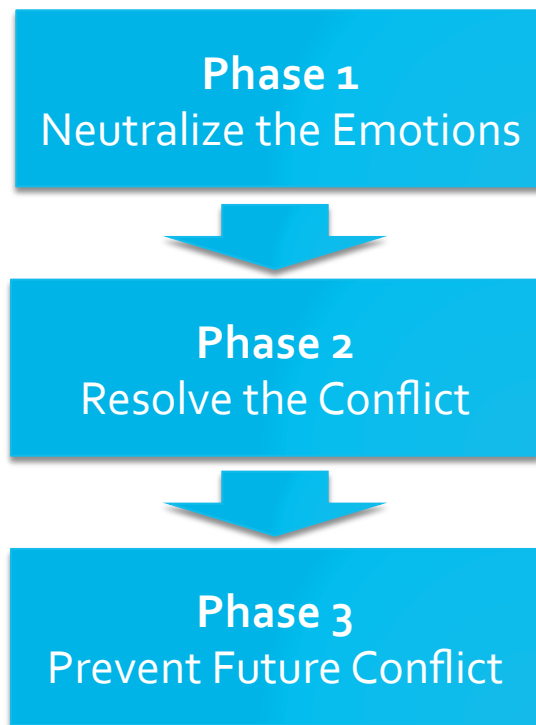 Phase 1
Neutralize the Emotions
Phase 2
Resolve the Conflict
Phase 3
Prevent Future Conflict